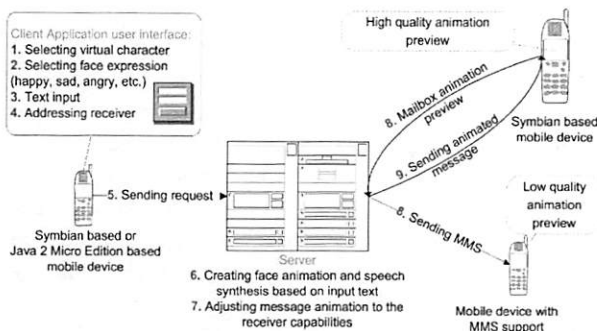 Client Application user interface:
1. Selecting virtual character
2. Selecting face expression
(happy, sad, angry, etc.)
3. Text input
4. Addressing receiver
5. Sending request
Symbian based or
Java 2 Micro Edition based
mobile device
Server
6. Creating face animation and speech
synthesis based on input text
7. Adjusting message animation to the
receiver capabilities
High quality animation
preview
8. Mailbox animation
preview
9. Sending animated
message
Symbian based
mobile device
8. Sending MMS
Low quality
animation
preview
Mobile device with
MMS support